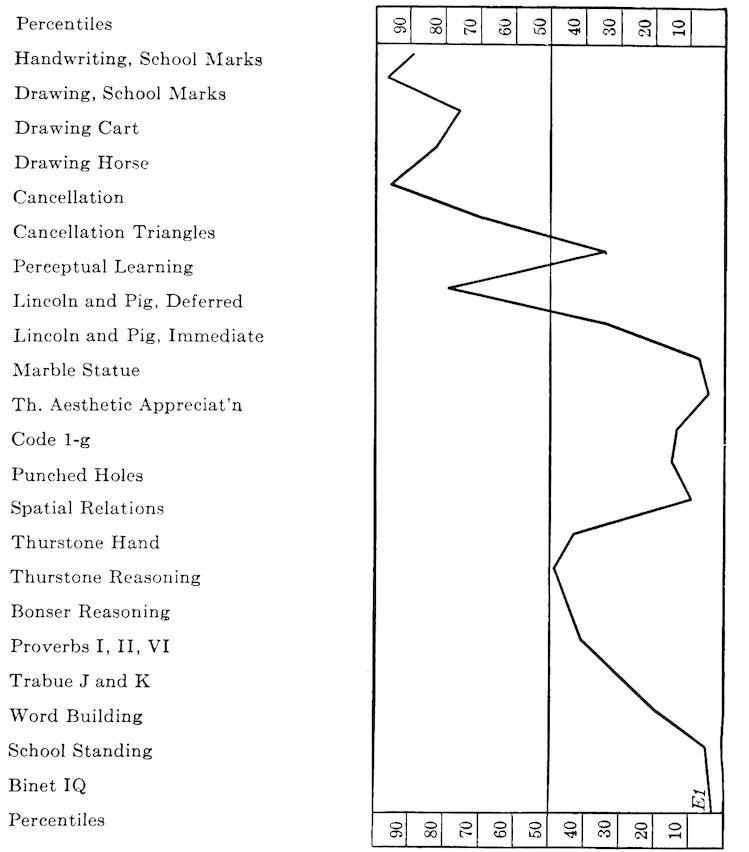 Percentiles 90 80 70 60 50 40 30 20 10
Handwriting, School Marks
Drawing, School Marks
Drawing Cart
Drawing Horse
Cancellation
Cancellation Triangles
Perceptual Learning
Lincoln and Pig, Deferred
Lincoln and Pig, Immediate
Marble Statue
Th. Aesthetic Appreciat'n
Code 1-g
Punched Holes
Spatial Relations
Thurstone Hand
Thurstone Reasoning
Bonser Reasoning
Proverbs I, II, VI
Trabue J and K
Word Building
School Standing
Binet IQ E1
Percentiles 90 80 70 60 50 40 30 20 10